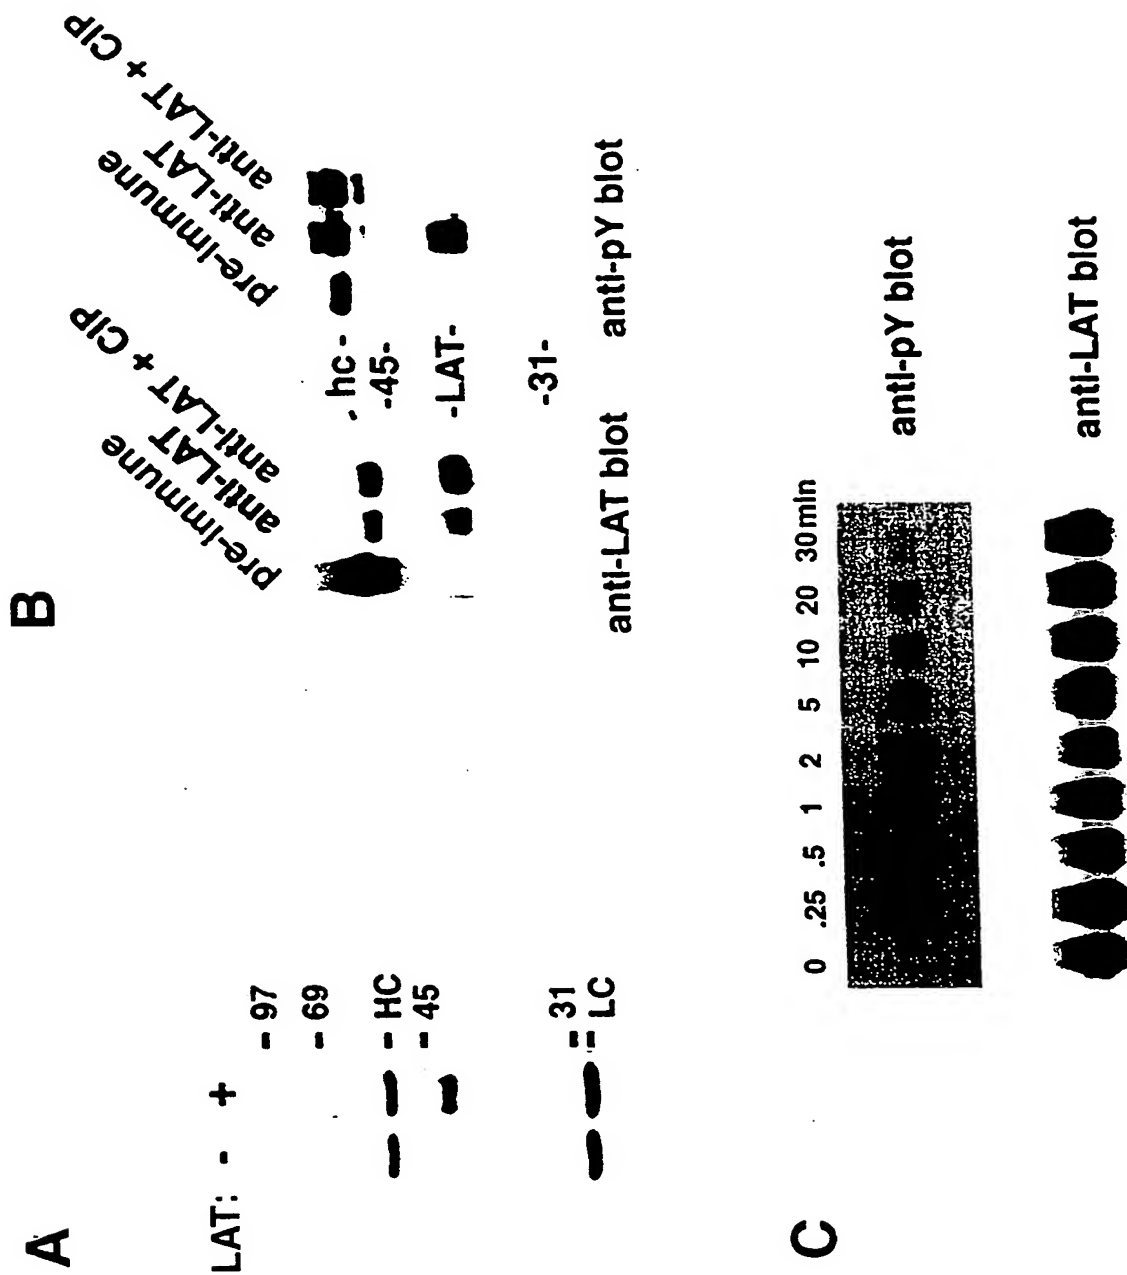 A
LAT: - +
- 97
- 69
- HC
- 45
- 31
- LC
B
pre-immune
anti-LAT
anti-LAT + CIP
pre-immune
anti-LAT
anti-LAT + CIP
- hc -
-45-
-LAT-
-31-
anti-LAT blot
anti-pY blot
C
0 .25 .5 1 2 5 10 20 30min
anti-pY blot
anti-LAT blot